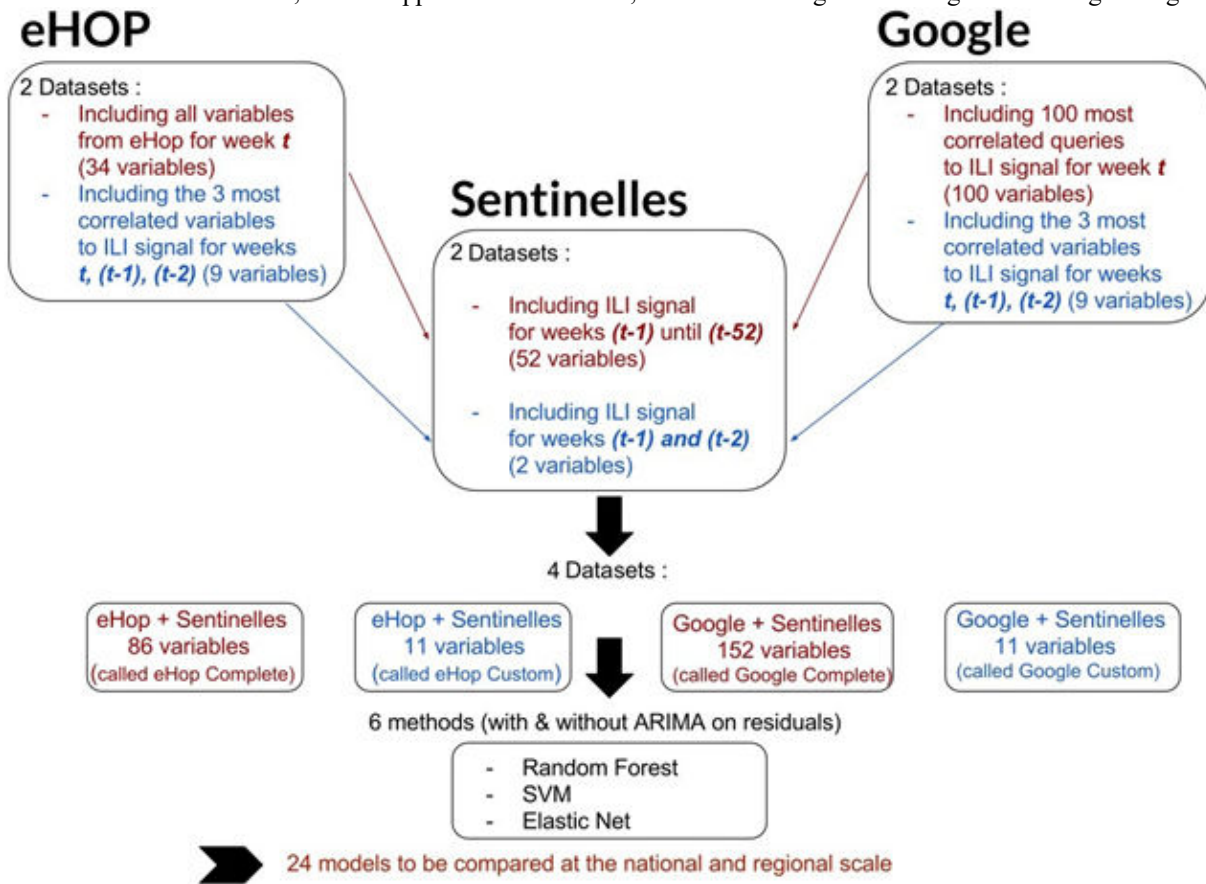 eHOP
2 Datasets :
- Including all variables
from eHop for week t
(34 variables)
- Including the 3 most
correlated variables
to ILI signal for weeks
t, (t-1), (t-2) (9 variables)
Google
2 Datasets :
- Including 100 most
correlated queries
to ILI signal for week t
(100 variables)
- Including the 3 most
correlated variables
to ILI signal for weeks
t, (t-1), (t-2) (9 variables)
Sentinelles
2 Datasets :
- Including ILI signal
for weeks (t-1) until (t-52)
(52 variables)
- Including ILI signal
for weeks (t-1) and (t-2)
(2 variables)
4 Datasets :
eHop + Sentinelles
86 variables
(called eHop Complete)
eHop + Sentinelles
11 variables
(called eHop Custom)
Google + Sentinelles
152 variables
(called Google Complete)
Google + Sentinelles
11 variables
(called Google Custom)
6 methods (with & without ARIMA on residuals)
- Random Forest
- SVM
- Elastic Net
24 models to be compared at the national and regional scale